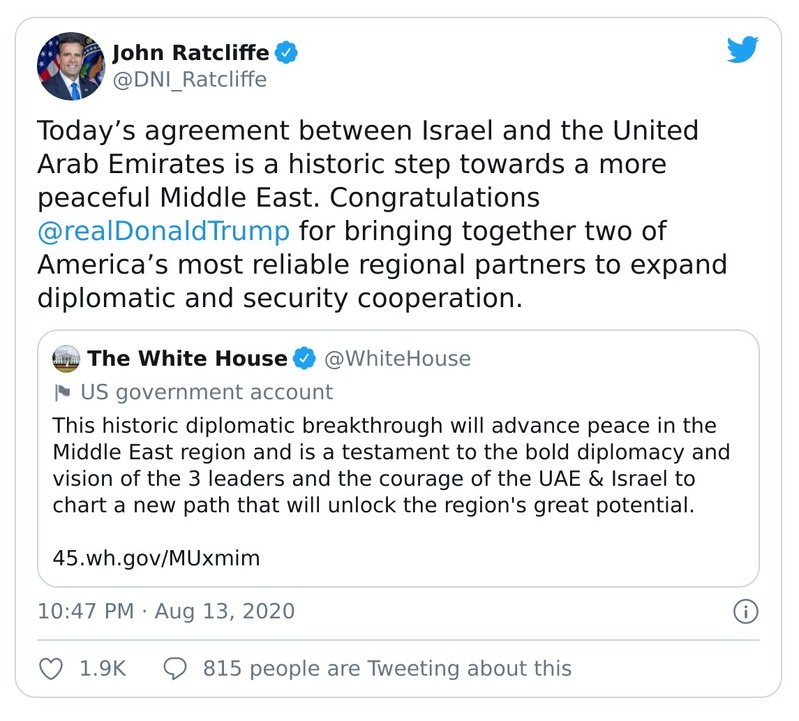 John Ratcliffe
@DNI_Ratcliffe
Today’s agreement between Israel and the United
Arab Emirates is a historic step towards a more
peaceful Middle East. Congratulations
@realDonaldTrump for bringing together two of
America’s most reliable regional partners to expand
diplomatic and security cooperation.
The White House @WhiteHouse
US government account
This historic diplomatic breakthrough will advance peace in the
Middle East region and is a testament to the bold diplomacy and
vision of the 3 leaders and the courage of the UAE & Israel to
chart a new path that will unlock the region's great potential.
45.wh.gov/MUxmim
10:47 PM · Aug 13, 2020
1.9K 815 people are Tweeting about this